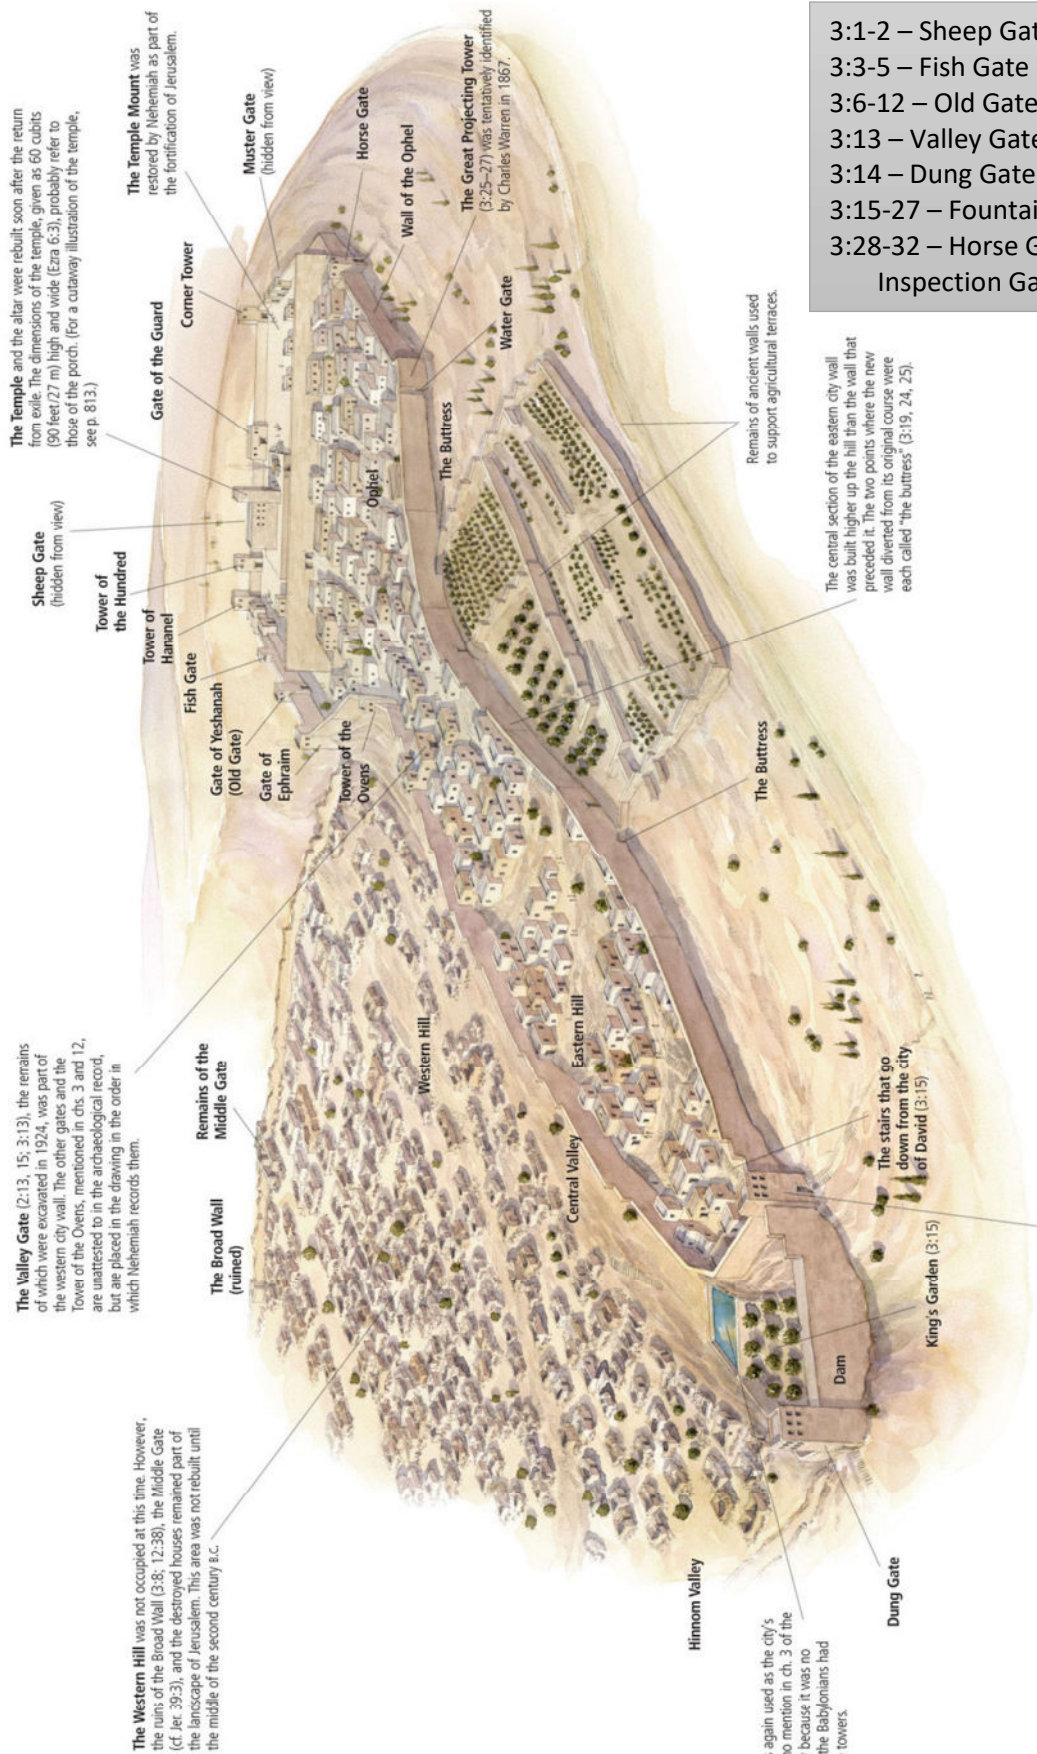 3:1-2 – Sheep Gat
3:3-5 – Fish Gate
3:6-12 – Old Gate
3:13 – Valley Gate
3:14 – Dung Gate
3:15-27 – Fountai
3:28-32 – Horse G
Inspection Ga
The Temple and the altar were rebuilt soon after the return
from exile. The dimensions of the temple, given as 60 cubits
(90 feet/27 m) high and wide (Ezra 6:3), probably refer to
those of the porch. (For a cutaway illustration of the temple,
see p. 813.)
The Temple Mount was
restored by Nehemiah as part of
the fortification of Jerusalem.
Muster Gate
(hidden from view)
Horse Gate
Wall of the Ophel
The Great Projecting Tower
(3:25–27) was tentatively identified
by Charles Warren in 1867.
Corner Tower
Gate of the Guard
Water Gate
Sheep Gate
(hidden from view)
Tower of
the Hundred
Tower of
Hananel
Fish Gate
Gate of Yeshanah
(Old Gate)
Gate of
Ephraim
Tower of the
Ovens
Ophel
The Buttress
Remains of ancient walls used
to support agricultural terraces.
The central section of the eastern city wall
was built higher up the hill than the wall that
preceded it. The two points where the new
wall diverted from its original course were
each called "the buttress" (3:19, 24, 25).
The Buttress
The Valley Gate (2:13, 15; 3:13), the remains
of which were excavated in 1924, was part of
the western city wall. The other gates and the
Tower of the Ovens, mentioned in chs. 3 and 12,
are unattested to in the archaeological record,
but are placed in the drawing in the order in
which Nehemiah records them.
Remains of the
Middle Gate
The Broad Wall
(ruined)
Western Hill
Eastern Hill
Central Valley
The stairs that go
down from the city
of David (3:15)
King's Garden (3:15)
Dam
The Western Hill was not occupied at this time. However,
the ruins of the Broad Wall (3:8; 12:38), the Middle Gate
(cf. Jer. 39:3), and the destroyed houses remained part of
the landscape of Jerusalem. This area was not rebuilt until
the middle of the second century B.C.
Hinnom Valley
Dung Gate
again used as the city's
no mention in ch. 3 of the
because it was no
the Babylonians had
towers.